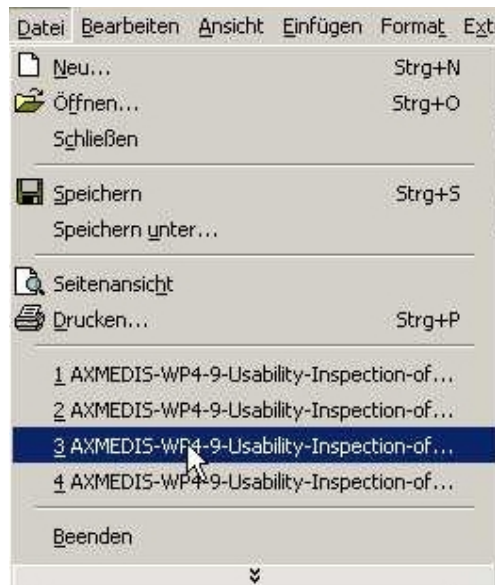 Datei Bearbeiten Ansicht Einfügen Format Ext
Neu... Strg+N
Öffnen... Strg+O
Schließen
Speichern Strg+S
Speichern unter...
Seitenansicht
Drucken... Strg+P
1 AXMEDIS-WP4-9-Usability-Inspection-of...
2 AXMEDIS-WP4-9-Usability-Inspection-of...
3 AXMEDIS-WP4-9-Usability-Inspection-of...
4 AXMEDIS-WP4-9-Usability-Inspection-of...
Beenden